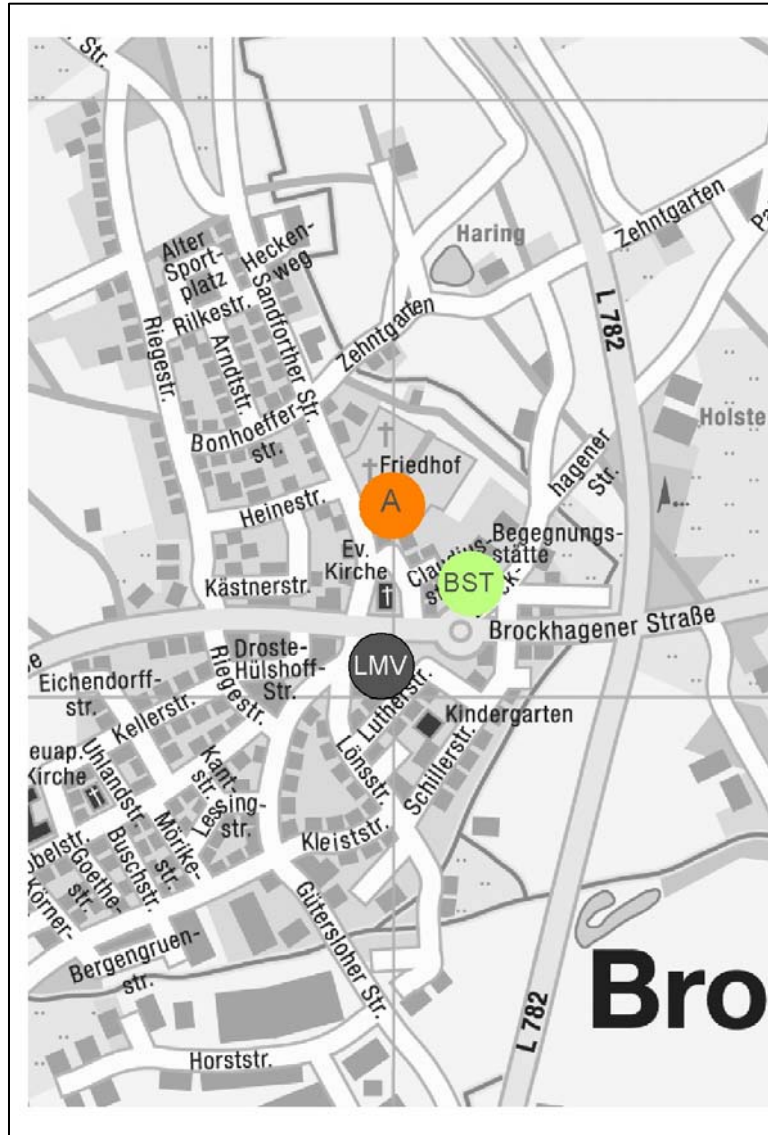 Str.
Haring
Zehntgarten
Alter
Sport-
platz
Hecken-
weg
Rilkestr.
Sandforther Str.
Zehntgarten
L 782
Riegestr.
Arndtstr.
Bonhoeffer-
str.
Holste
Friedhof
hagener
Str.
A
Heinestr.
Begegnungs-
stätte
Ev.
Kirche
Claudius-
BST
Kästnerstr.
Brockhagener Straße
Droste-
Hülshoff-
Str.
LMV
Riegestr.
Eichendorff-
str.
Lutherstr.
Kellerstr.
Kindergarten
euap.
Kirche
Uhlandstr.
Kant-
str.
Lönsstr.
Schillerstr.
Lessing-
str.
Mörike-
str.
Kleiststr.
obelstr.
Goethe-
str.
Buschstr.
Körner-
Gütersloher Str.
Bergengruen-
str.
Bro
L 782
Horststr.